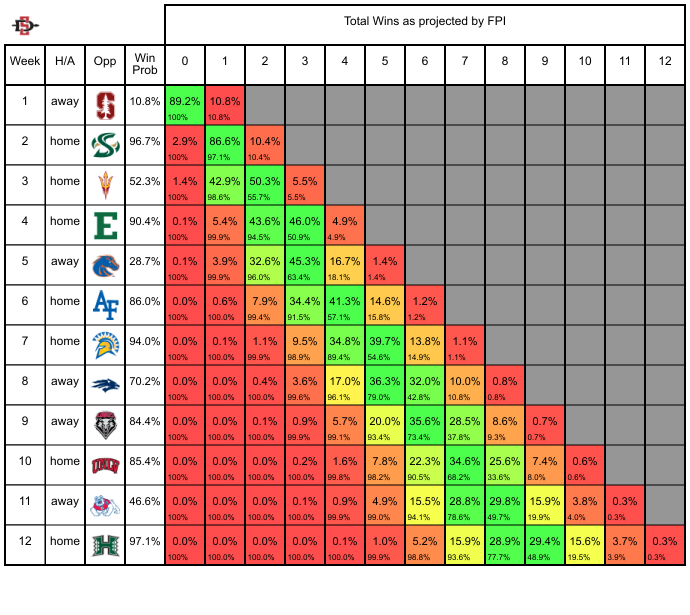 SD
Total Wins as projected by FPI
Week H/A Opp Win Prob 0 1 2 3 4 5 6 7 8 9 10 11 12
1 away S 10.8% 89.2% 10.8%
100% 10.8%
2 home S 96.7% 2.9% 86.6% 10.4%
100% 97.1% 10.4%
3 home 52.3% 1.4% 42.9% 50.3% 5.5%
100% 98.6% 55.7% 5.5%
4 home E 90.4% 0.1% 5.4% 43.6% 46.0% 4.9%
100% 99.9% 94.5% 50.9% 4.9%
5 away 28.7% 0.1% 3.9% 32.6% 45.3% 16.7% 1.4%
100% 99.9% 96.0% 63.4% 18.1% 1.4%
6 home AF 86.0% 0.0% 0.6% 7.9% 34.4% 41.3% 14.6% 1.2%
100% 100.0% 99.4% 91.5% 57.1% 15.8% 1.2%
7 home 94.0% 0.0% 0.1% 1.1% 9.5% 34.8% 39.7% 13.8% 1.1%
100% 100.0% 99.9% 98.9% 89.4% 54.6% 14.9% 1.1%
8 away 70.2% 0.0% 0.0% 0.4% 3.6% 17.0% 36.3% 32.0% 10.0% 0.8%
100% 100.0% 100.0% 99.6% 96.1% 79.0% 42.8% 10.8% 0.8%
9 away 84.4% 0.0% 0.0% 0.1% 0.9% 5.7% 20.0% 35.6% 28.5% 8.6% 0.7%
100% 100.0% 100.0% 99.9% 99.1% 93.4% 73.4% 37.8% 9.3% 0.7%
10 home UNLV 85.4% 0.0% 0.0% 0.0% 0.2% 1.6% 7.8% 22.3% 34.6% 25.6% 7.4% 0.6%
100% 100.0% 100.0% 100.0% 99.8% 98.2% 90.5% 68.2% 33.6% 8.0% 0.6%
11 away 46.6% 0.0% 0.0% 0.0% 0.1% 0.9% 4.9% 15.5% 28.8% 29.8% 15.9% 3.8% 0.3%
100% 100.0% 100.0% 100.0% 99.9% 99.0% 94.1% 78.6% 49.7% 19.9% 4.0% 0.3%
12 home H 97.1% 0.0% 0.0% 0.0% 0.0% 0.1% 1.0% 5.2% 15.9% 28.9% 29.4% 15.6% 3.7% 0.3%
100% 100.0% 100.0% 100.0% 100.0% 99.9% 98.8% 93.6% 77.7% 48.9% 19.5% 3.9% 0.3%